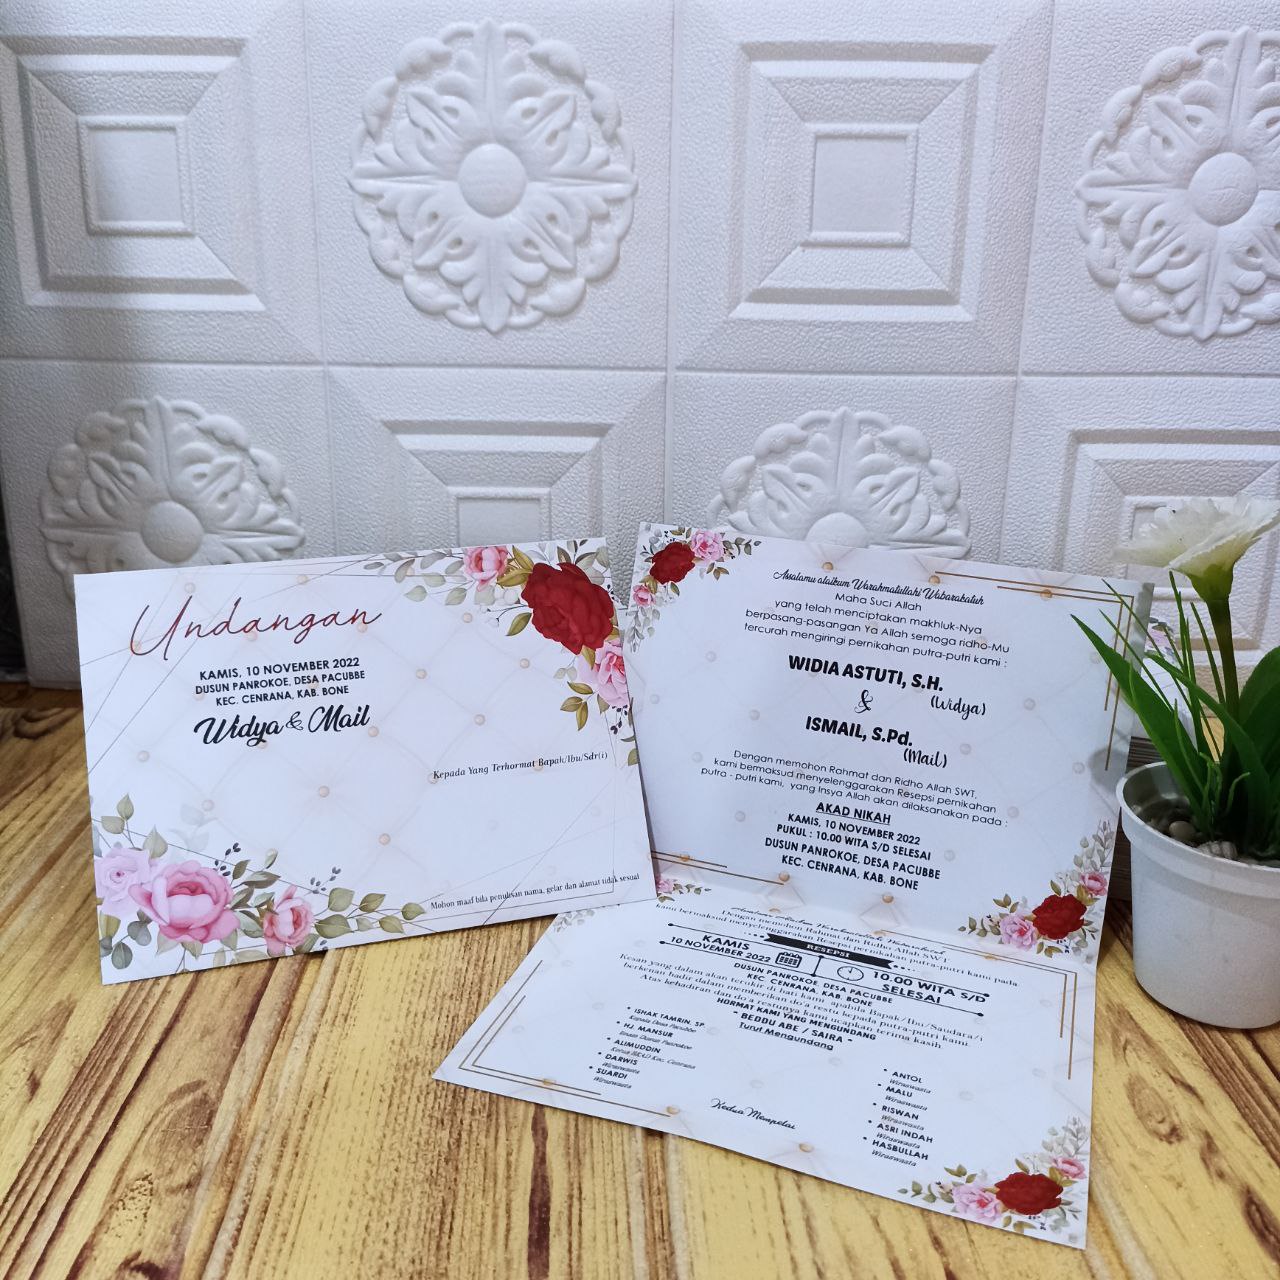 Undangan
KAMIS, 10 NOVEMBER 2022
DUSUN PANROKOE, DESA PACUBBE
KEC. CENRANA, KAB. BONE
Widya & Mail
Kepada Yang Terhormat Bapak/Ibu/Sdr(i)
Mohon maaf bila penulisan nama, gelar dan alamat tidak sesuai
Assalamu alaikum Warahmatullahi Wabarakatuh
Maha Suci Allah
yang telah menciptakan makhluk-Nya
berpasang-pasangan Ya Allah semoga ridho-Mu
tercurah mengiringi pernikahan putra-putri kami :
WIDIA ASTUTI, S.H.
(Widya)
&
ISMAIL, S.Pd.
(Mail)
Dengan memohon Rahmat dan Ridho Allah SWT,
kami bermaksud menyelenggarakan Resepsi pernikahan
putra - putri kami, yang Insya Allah akan dilaksanakan pada :
AKAD NIKAH
KAMIS, 10 NOVEMBER 2022
PUKUL : 10.00 WITA S/D SELESAI
DUSUN PANROKOE, DESA PACUBBE
KEC. CENRANA, KAB. BONE
Dengan memohon Rahmat dan Ridho Allah SWT
kami bermaksud menyelenggarakan Resepsi pernikahan putra-putri kami pada
RESEPSI
KAMIS
10 NOVEMBER 2022
10.00 WITA S/D
SELESAI
DUSUN PANROKOE, DESA PACUBBE
KEC. CENRANA, KAB. BONE
Kesan yang dalam akan terukir di hati kami apabila Bapak/Ibu/Saudara/i
berkenan hadir dalam memberikan do'a restu kepada putra-putri kami.
Atas kehadiran dan do'a restunya kami ucapkan terima kasih.
HORMAT KAMI YANG MENGUNDANG
- BEDDU ABE / SAIRA -
Turut Mengundang
• ISHAK TAMRIN, SP.
Kepala Desa Pacubbe
• HJ. MANSUR
Imam Dusun Panrokoe
• ALIMUDDIN
Kec. Cenrana
• DARWIS
Wiraswasta
• SUARDI
Wiraswasta
• ANTOL
Wiraswasta
• MALU
Wiraswasta
• RISWAN
Wiraswasta
• ASRI INDAH
Wiraswasta
• HASBULLAH
Wiraswasta
Kedua Mempelai